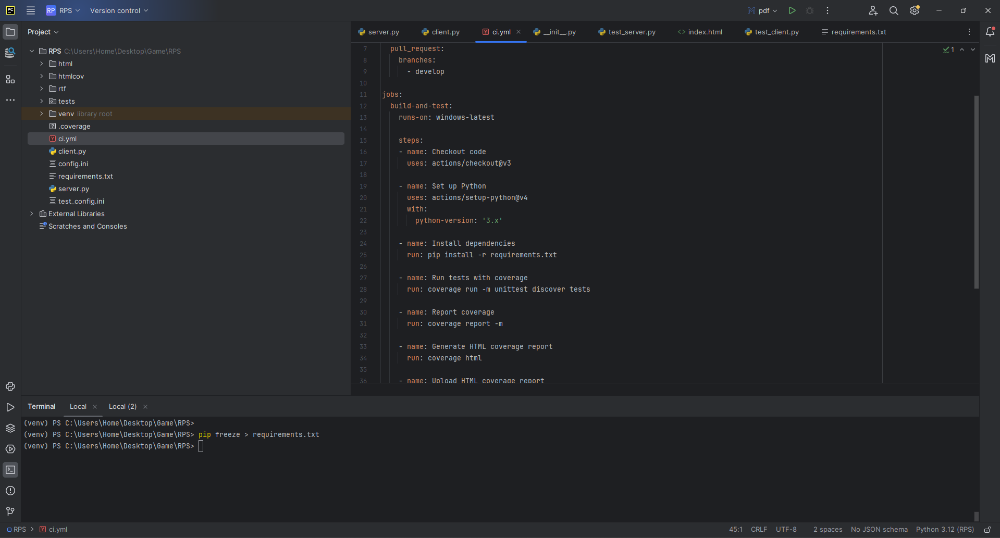 PC
RP RPS Version control pdf
Project
RPS C:\Users\Home\Desktop\Game\RPS
html
htmlcov
rtf
tests
venv library root
.coverage
ci.yml
client.py
config.ini
requirements.txt
server.py
test_config.ini
External Libraries
Scratches and Consoles
server.py client.py ci.yml __init__.py test_server.py index.html test_client.py requirements.txt
1
7 pull_request:
8 branches:
9 - develop
10
11 jobs:
12 build-and-test:
13 runs-on: windows-latest
14
15 steps:
16 - name: Checkout code
17 uses: actions/checkout@v3
18
19 - name: Set up Python
20 uses: actions/setup-python@v4
21 with:
22 python-version: '3.x'
23
24 - name: Install dependencies
25 run: pip install -r requirements.txt
26
27 - name: Run tests with coverage
28 run: coverage run -m unittest discover tests
29
30 - name: Report coverage
31 run: coverage report -m
32
33 - name: Generate HTML coverage report
34 run: coverage html
35
36 - name: Upload HTML coverage report
Terminal Local Local (2)
(venv) PS C:\Users\Home\Desktop\Game\RPS>
(venv) PS C:\Users\Home\Desktop\Game\RPS> pip freeze > requirements.txt
(venv) PS C:\Users\Home\Desktop\Game\RPS>
RPS ci.yml 45:1 CRLF UTF-8 2 spaces No JSON schema Python 3.12 (RPS)